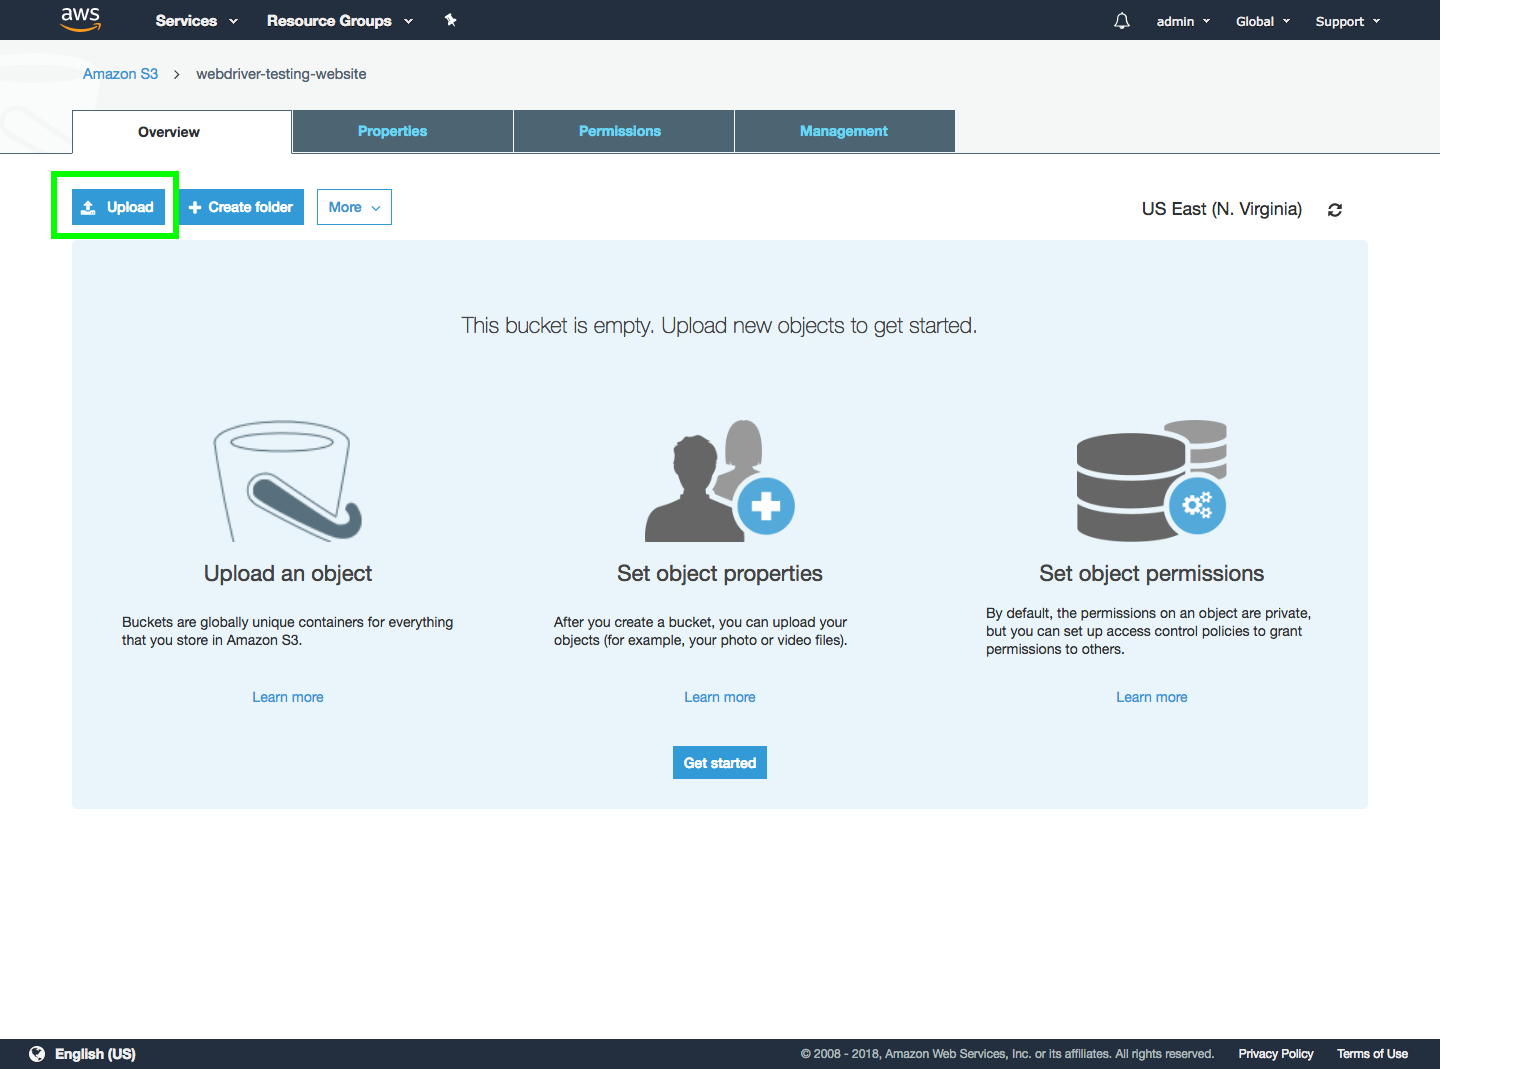 aws Services Resource Groups admin Global Support
Amazon S3 > webdriver-testing-website
Overview Properties Permissions Management
Upload + Create folder More US East (N. Virginia)
This bucket is empty. Upload new objects to get started.
Upload an object
Buckets are globally unique containers for everything
that you store in Amazon S3.
Learn more
Set object properties
After you create a bucket, you can upload your
objects (for example, your photo or video files).
Learn more
Set object permissions
By default, the permissions on an object are private,
but you can set up access control policies to grant
permissions to others.
Learn more
Get started
English (US) © 2008 - 2018, Amazon Web Services, Inc. or its affiliates. All rights reserved. Privacy Policy Terms of Use